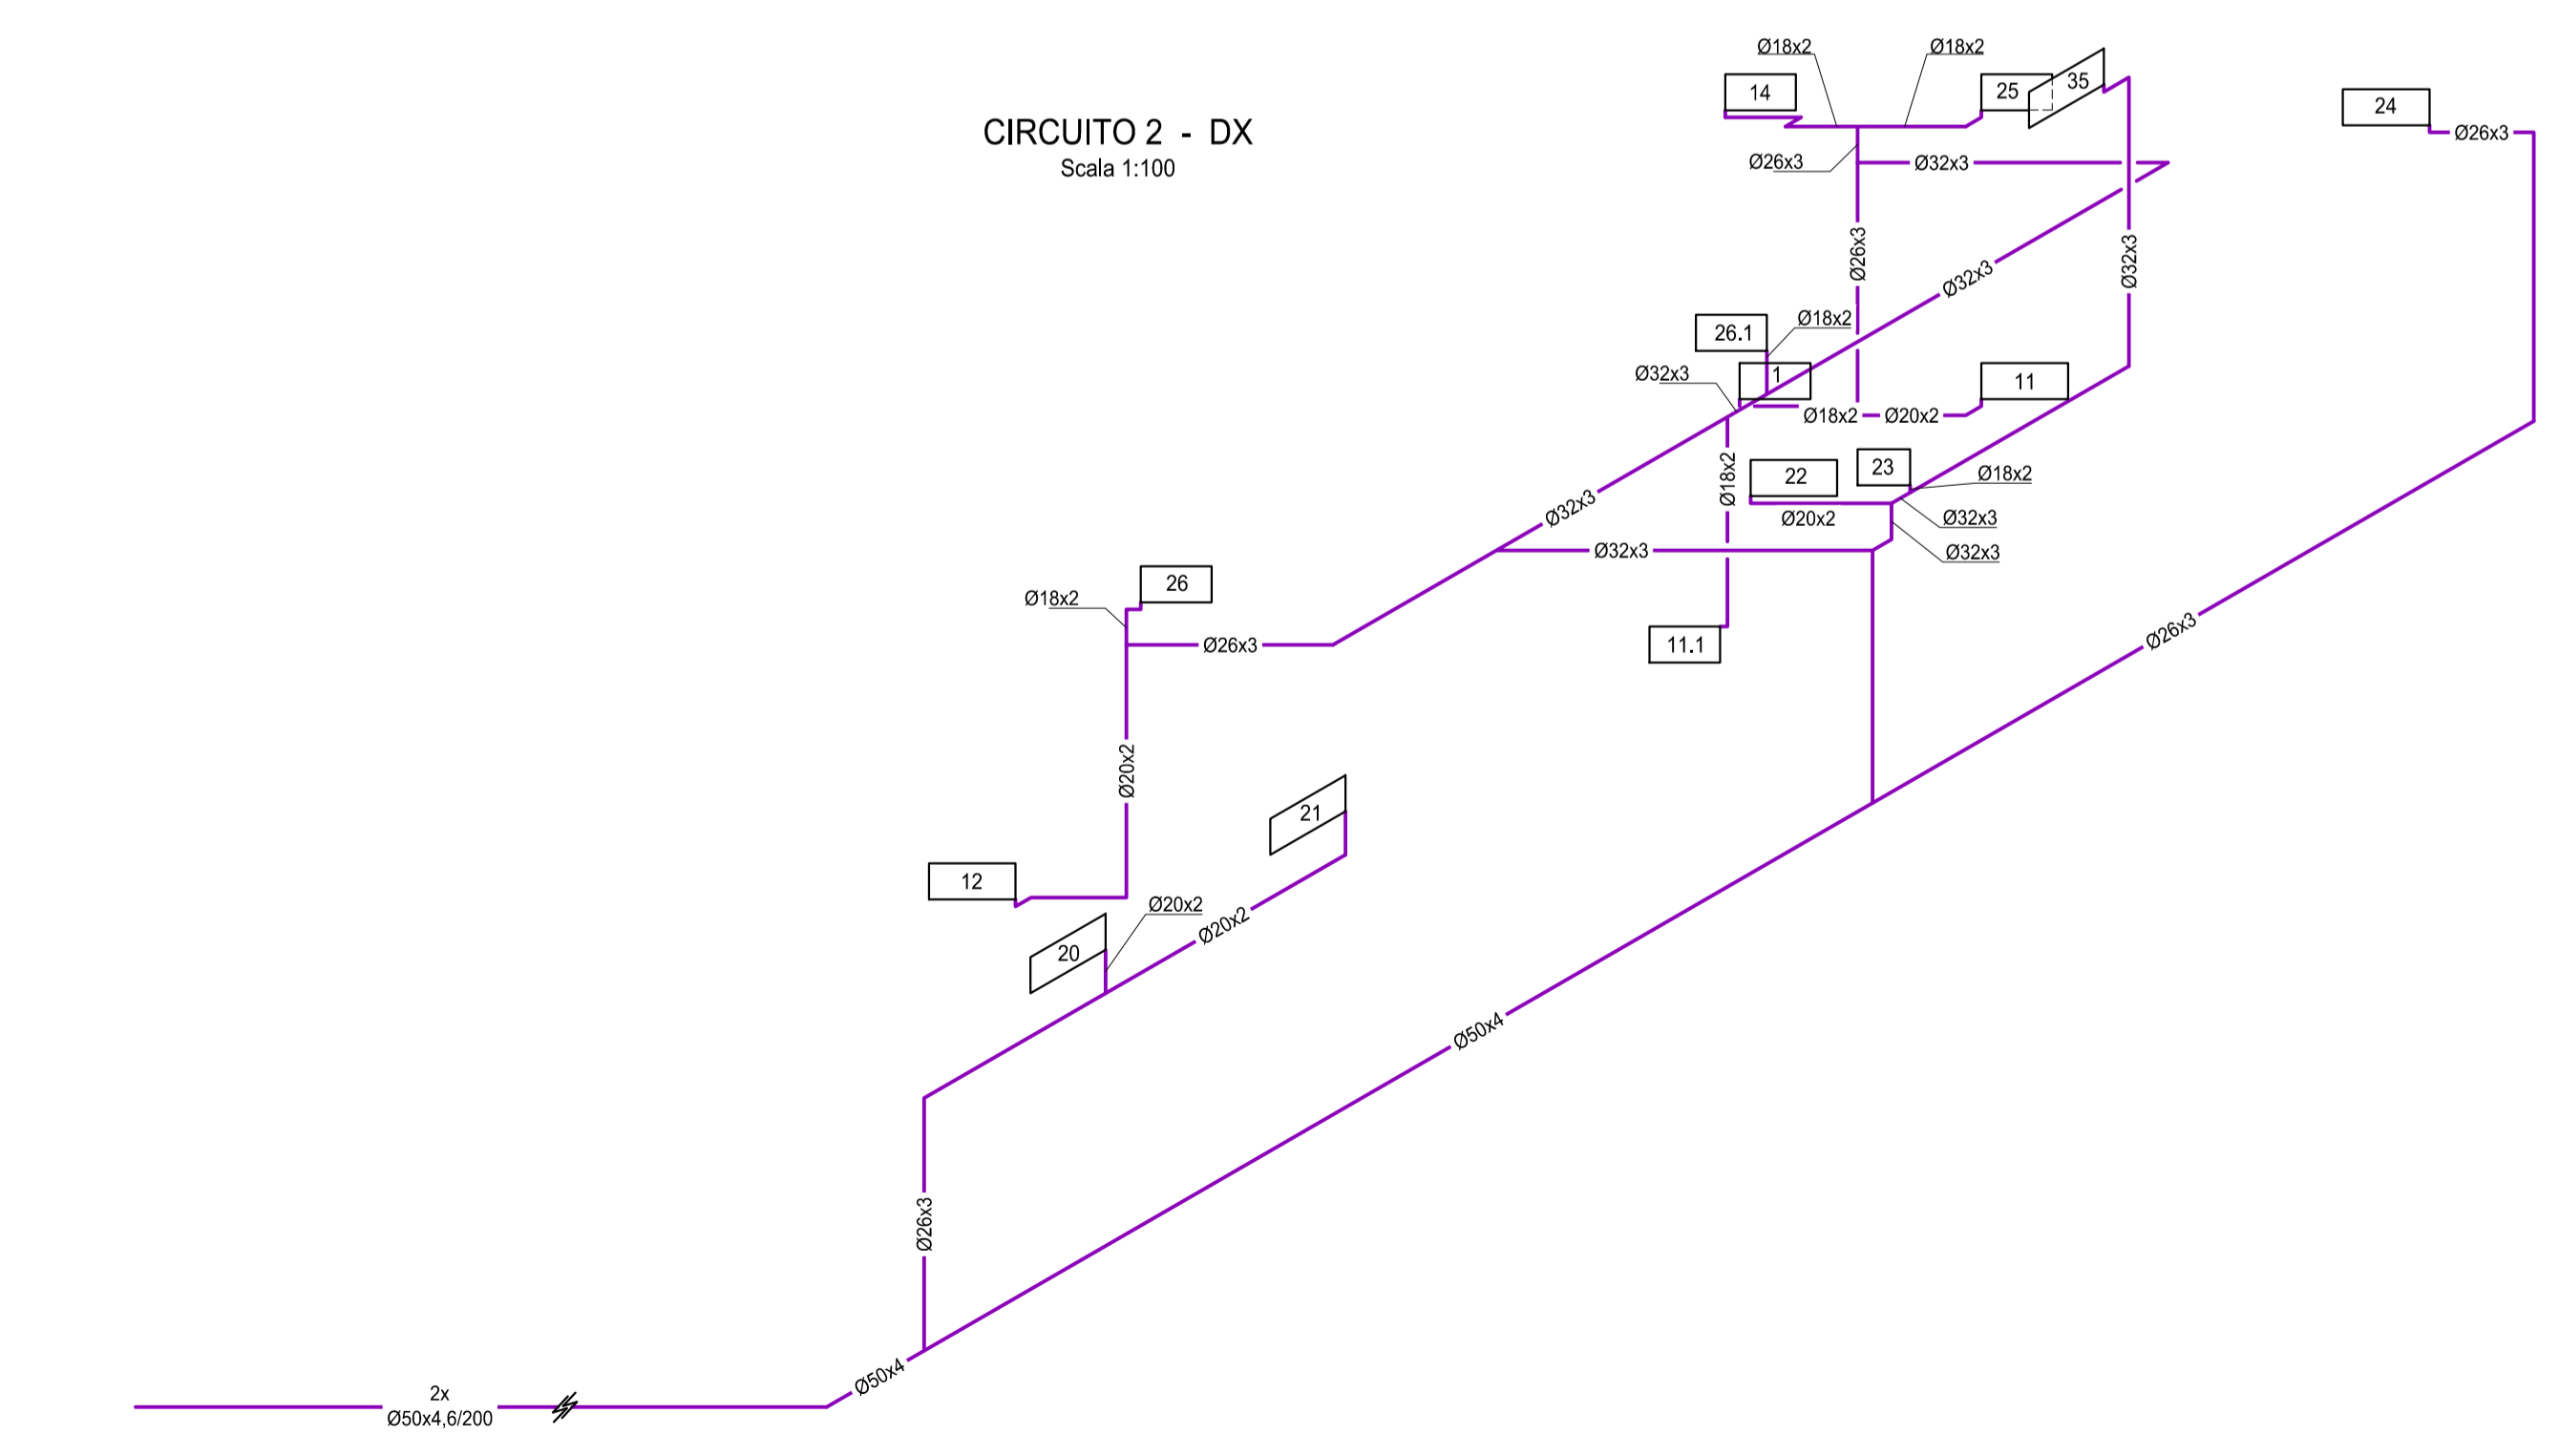 CIRCUITO 2 - DX
Scala 1:100
Ø18x2
Ø18x2
14
25
35
24
Ø26x3
Ø26x3
Ø32x3
Ø26x3
Ø32x3
Ø32x3
26.1
Ø18x2
Ø32x3
1
11
Ø18x2
Ø20x2
Ø18x2
22
23
Ø18x2
Ø32x3
Ø20x2
Ø32x3
Ø32x3
Ø32x3
26
Ø18x2
Ø26x3
11.1
Ø26x3
Ø20x2
21
12
Ø20x2
Ø20x2
20
Ø50x4
Ø26x3
Ø50x4
2x
Ø50x4,6/200